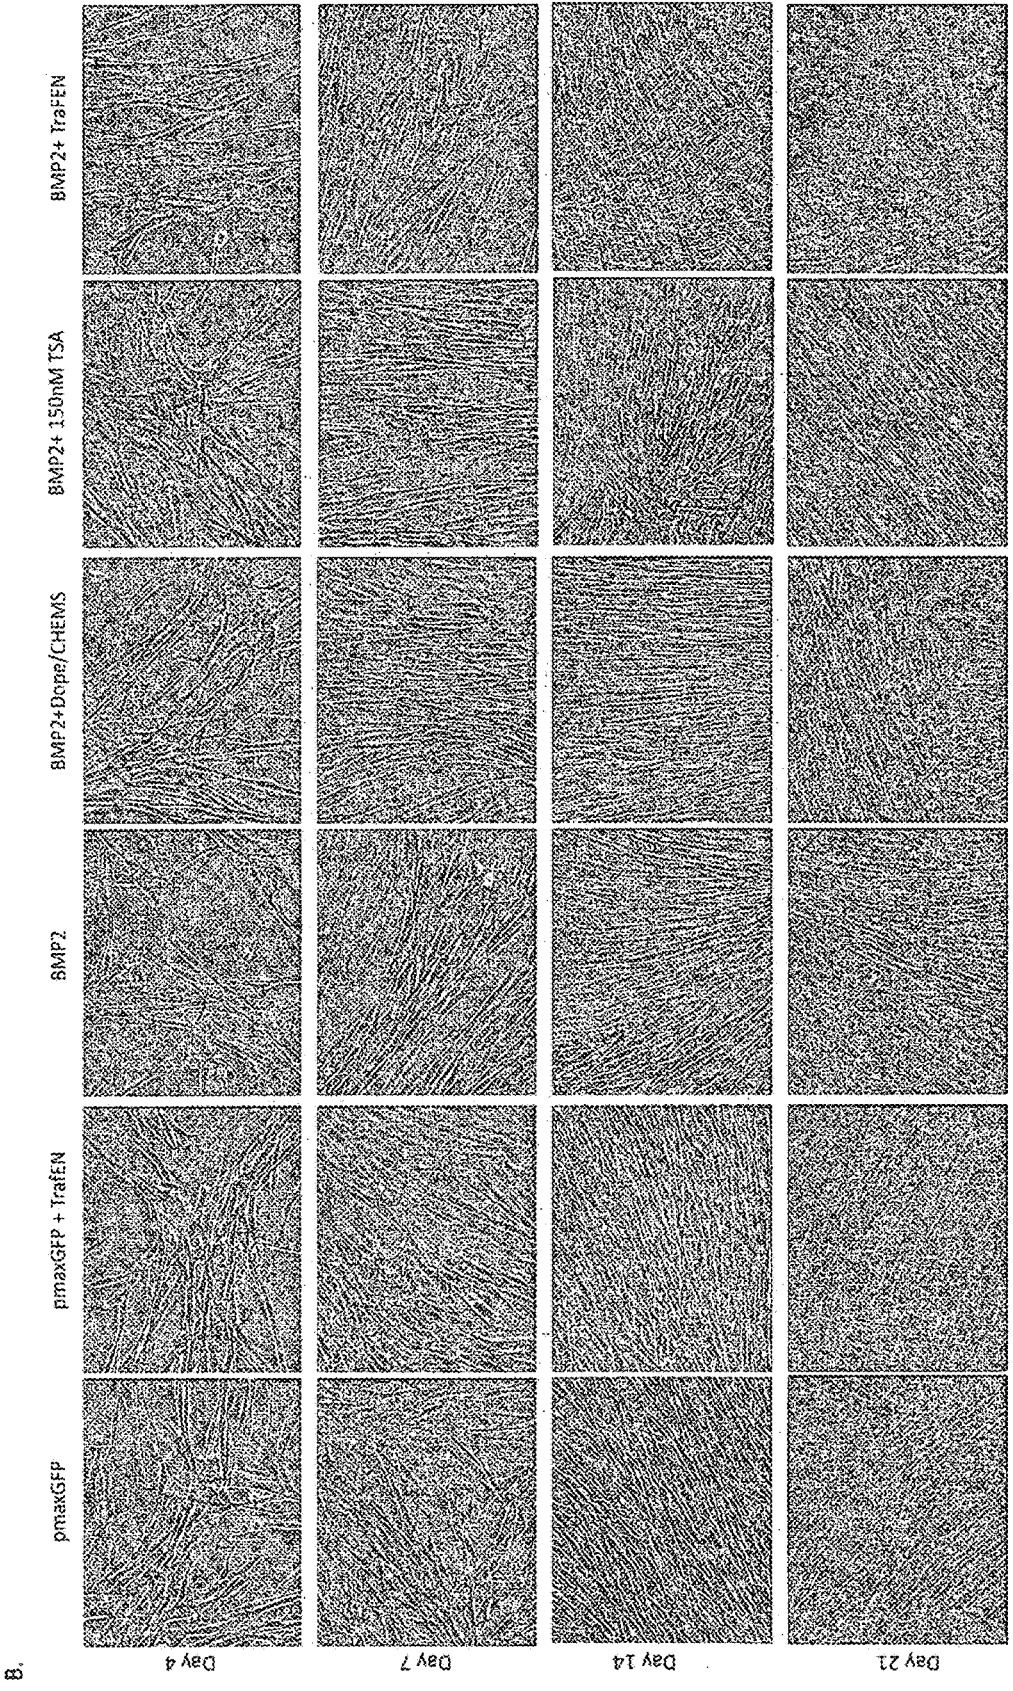 B.
pmaxGFP
pmaxGFP + TrafEN
BMP2
BMP2+Dope/CHEMS
BMP2+ 150nM TSA
BMP2+ TrafEN
Day 4
Day 7
Day 14
Day 21